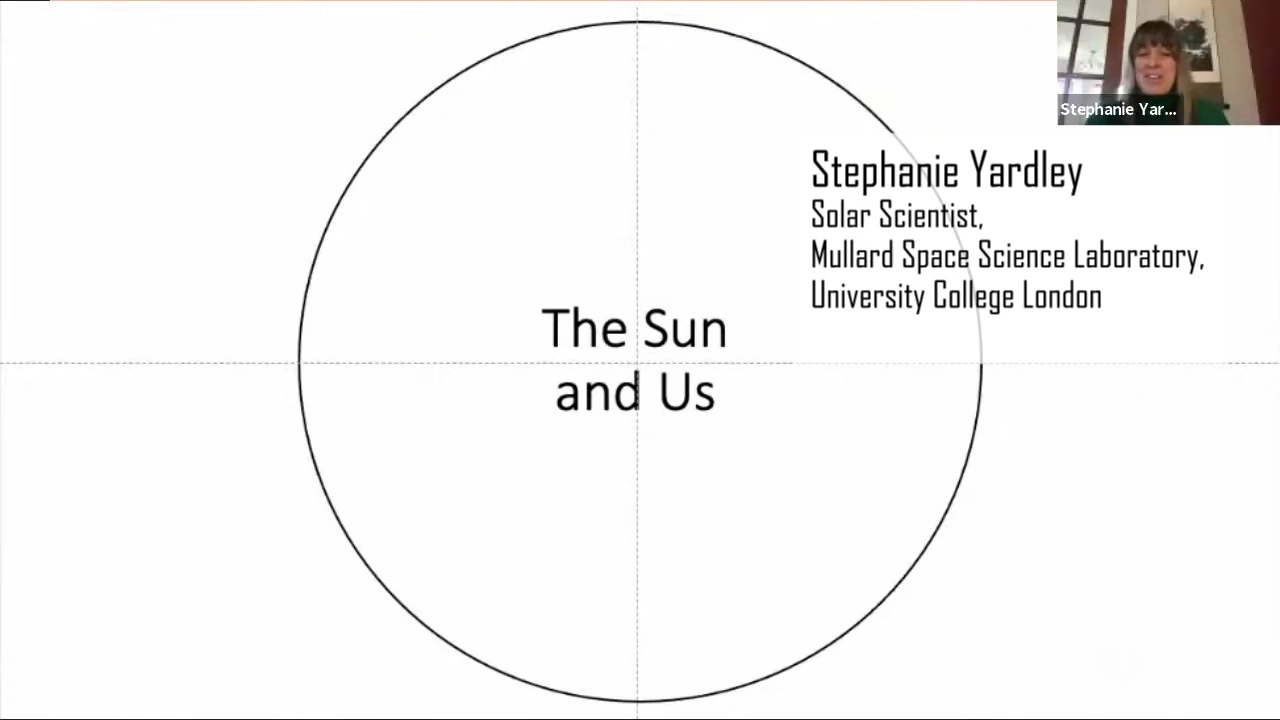 Stephanie Yar...
Stephanie Yardley
Solar Scientist,
Mullard Space Science Laboratory,
University College London
The Sun
and Us